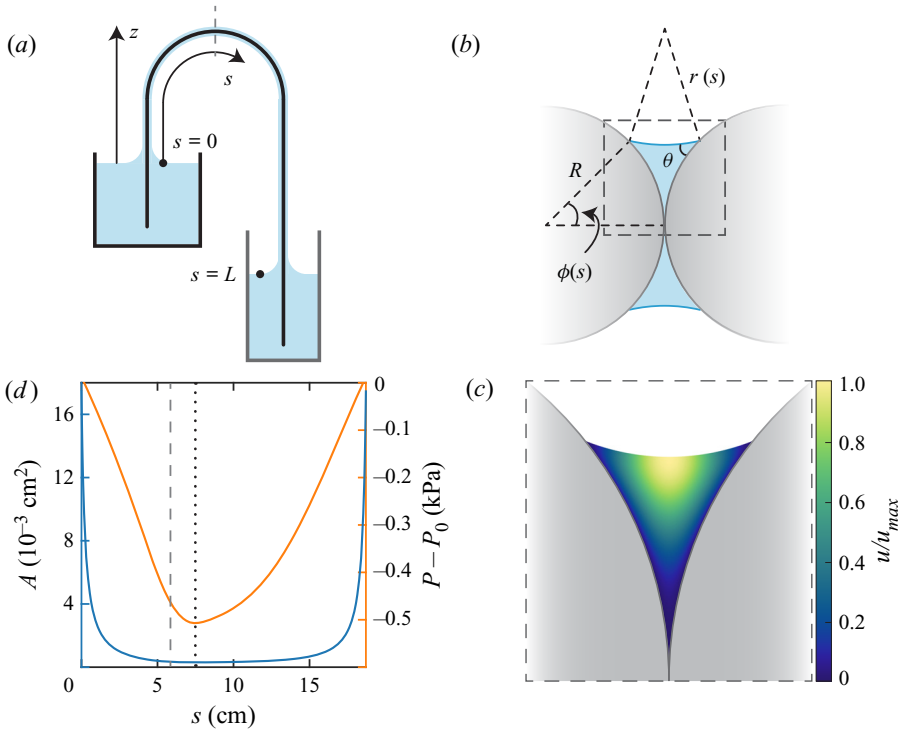 (a)
z
s
s = 0
s = L
(b)
r (s)
θ
R
ϕ(s)
(d)
16
12
8
4
A (10⁻³ cm²)
0
5
10
15
s (cm)
0
–0.1
–0.2
–0.3
–0.4
–0.5
P – P₀ (kPa)
(c)
1.0
0.8
0.6
0.4
0.2
0
u/u_max